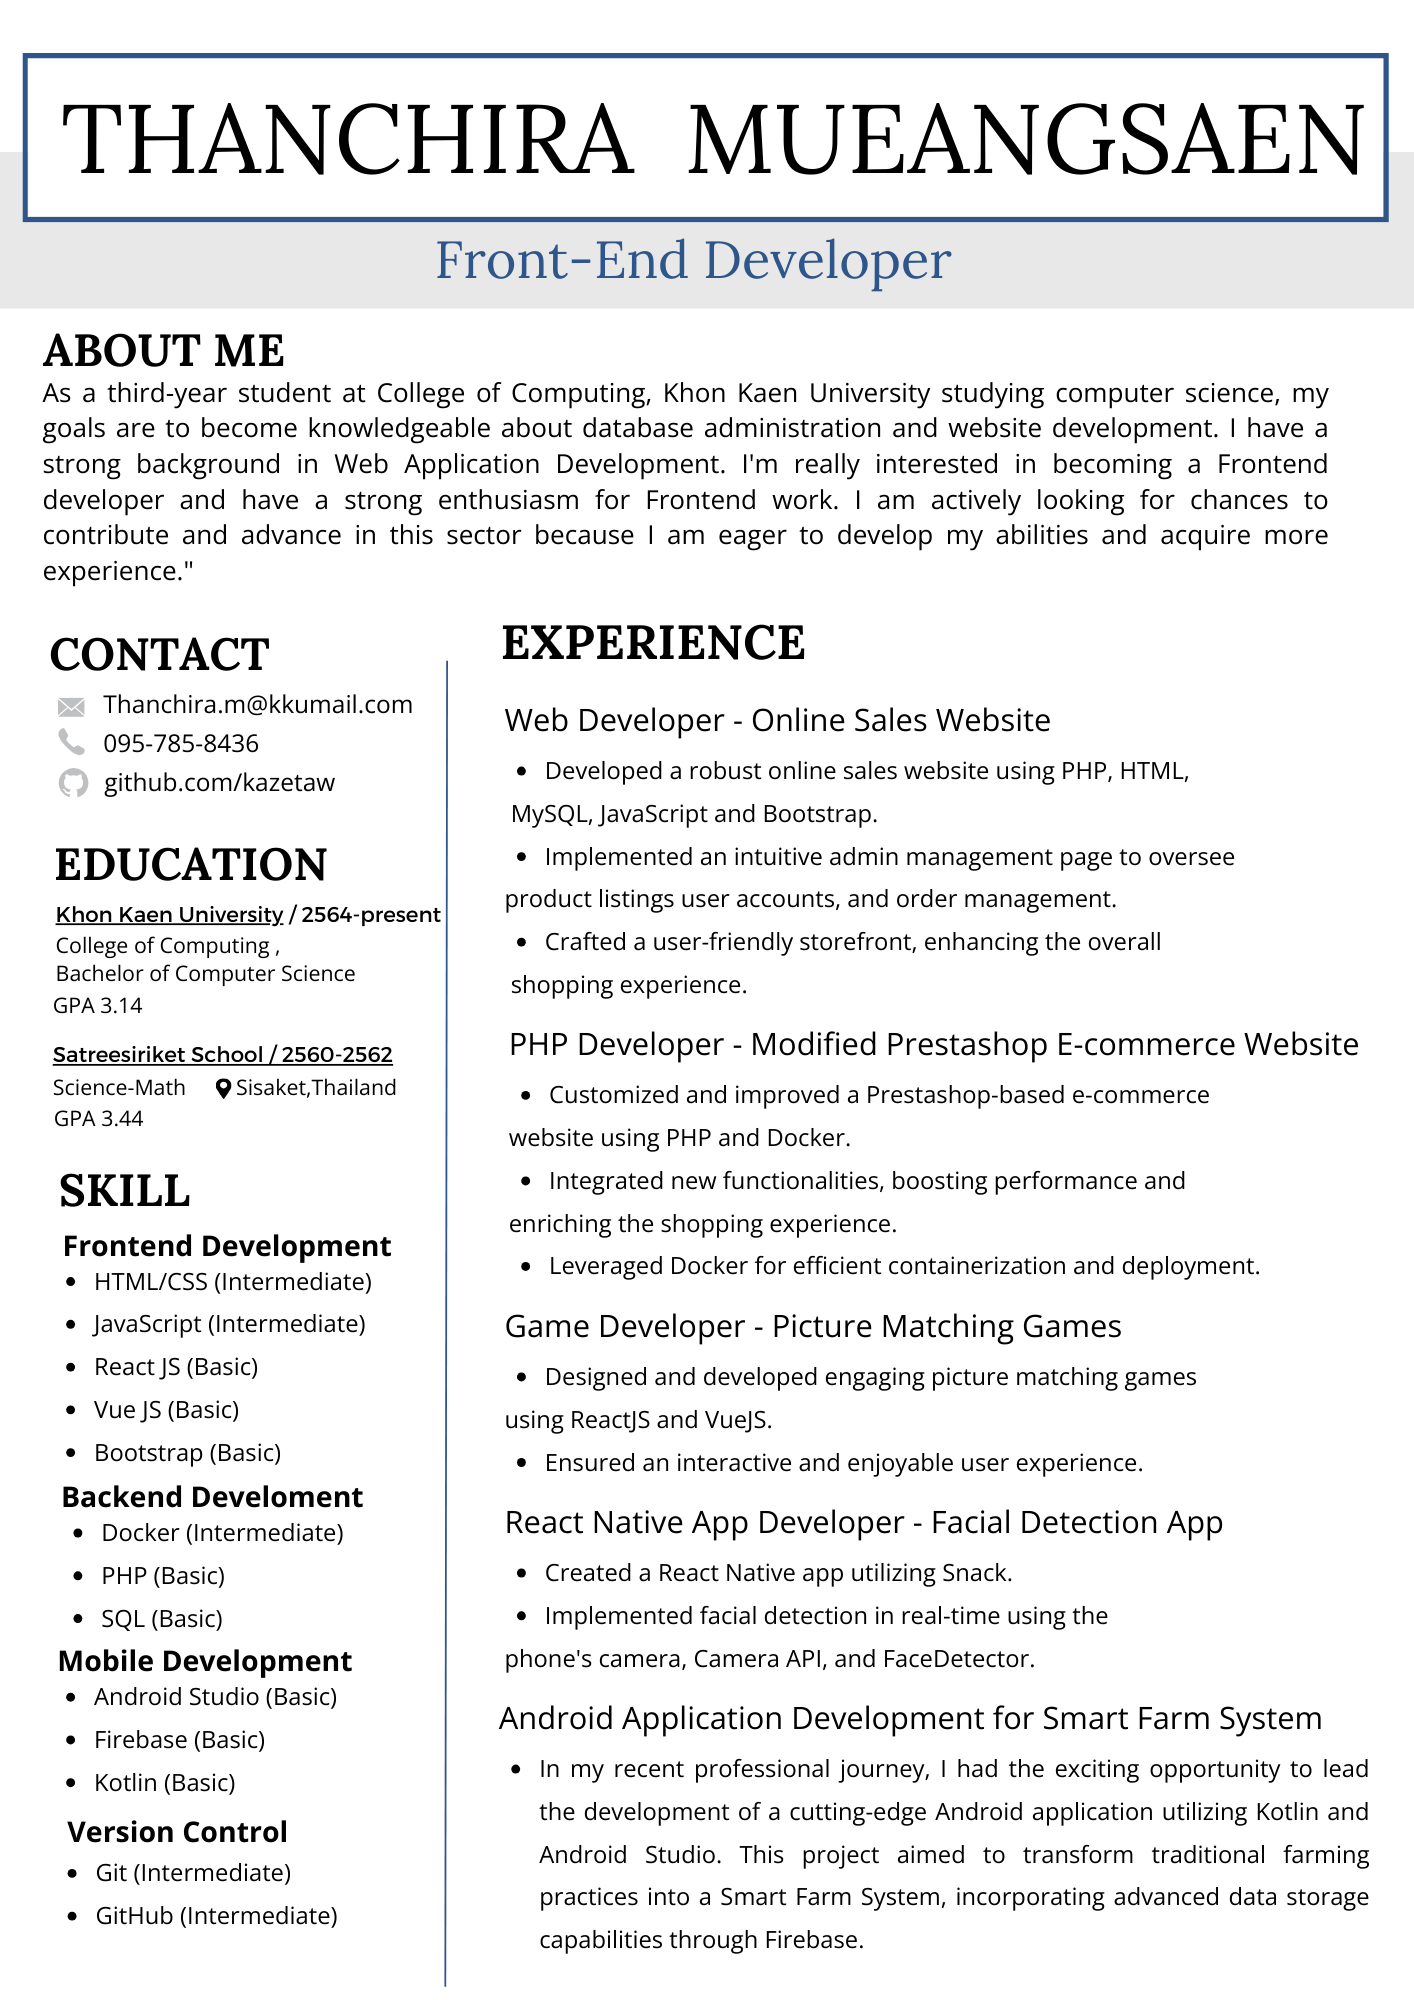 THANCHIRA MUEANGSAEN
Front-End Developer
ABOUT ME
As a third-year student at College of Computing, Khon Kaen University studying computer science, my
goals are to become knowledgeable about database administration and website development. I have a
strong background in Web Application Development. I'm really interested in becoming a Frontend
developer and have a strong enthusiasm for Frontend work. I am actively looking for chances to
contribute and advance in this sector because I am eager to develop my abilities and acquire more
experience."
CONTACT
Thanchira.m@kkumail.com
095-785-8436
github.com/kazetaw
EDUCATION
Khon Kaen University / 2564-present
College of Computing ,
Bachelor of Computer Science
GPA 3.14
Satreesiriket School / 2560-2562
Science-Math Sisaket,Thailand
GPA 3.44
SKILL
Frontend Development
• HTML/CSS (Intermediate)
• JavaScript (Intermediate)
• React JS (Basic)
• Vue JS (Basic)
• Bootstrap (Basic)
Backend Develoment
• Docker (Intermediate)
• PHP (Basic)
• SQL (Basic)
Mobile Development
• Android Studio (Basic)
• Firebase (Basic)
• Kotlin (Basic)
Version Control
• Git (Intermediate)
• GitHub (Intermediate)
EXPERIENCE
Web Developer - Online Sales Website
• Developed a robust online sales website using PHP, HTML,
MySQL, JavaScript and Bootstrap.
• Implemented an intuitive admin management page to oversee
product listings user accounts, and order management.
• Crafted a user-friendly storefront, enhancing the overall
shopping experience.
PHP Developer - Modified Prestashop E-commerce Website
• Customized and improved a Prestashop-based e-commerce
website using PHP and Docker.
• Integrated new functionalities, boosting performance and
enriching the shopping experience.
• Leveraged Docker for efficient containerization and deployment.
Game Developer - Picture Matching Games
• Designed and developed engaging picture matching games
using ReactJS and VueJS.
• Ensured an interactive and enjoyable user experience.
React Native App Developer - Facial Detection App
• Created a React Native app utilizing Snack.
• Implemented facial detection in real-time using the
phone's camera, Camera API, and FaceDetector.
Android Application Development for Smart Farm System
• In my recent professional journey, I had the exciting opportunity to lead
the development of a cutting-edge Android application utilizing Kotlin and
Android Studio. This project aimed to transform traditional farming
practices into a Smart Farm System, incorporating advanced data storage
capabilities through Firebase.